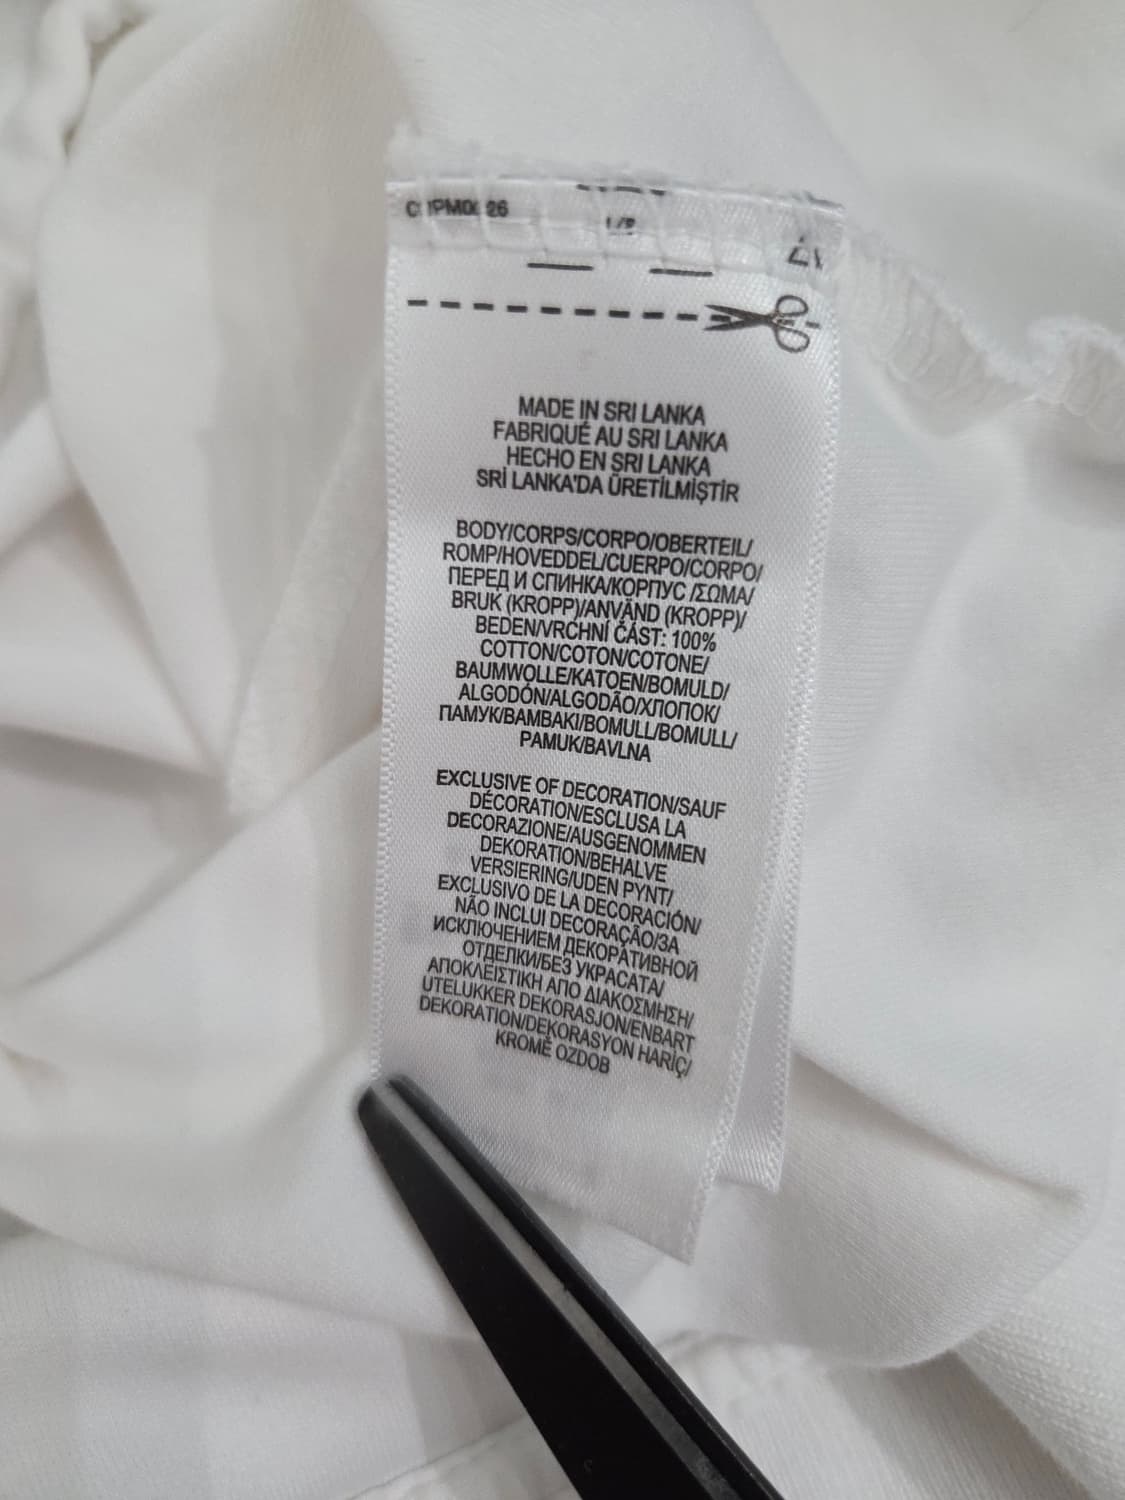 MADE IN SRI LANKA
FABRIQUÉ AU SRI LANKA
HECHO EN SRI LANKA
SRİ LANKA'DA ÜRETİLMİŞTİR
BODY/CORPS/CORPO/OBERTEIL/
ROMP/HOVEDDEL/CUERPO/CORPO/
ПЕРЕД И СПИНКА/КОРПУС /ΣΩΜΑ/
BRUK (KROPP)/ANVÄND (KROPP)/
BEDEN/VRCHNÍ ČÁST: 100%
COTTON/COTON/COTONE/
BAUMWOLLE/KATOEN/BOMULD/
ALGODÓN/ALGODÃO/ХЛОПОК/
ПАМУК/ΒΑΜΒΑΚΙ/BOMULL/BOMULL/
PAMUK/BAVLNA
EXCLUSIVE OF DECORATION/SAUF
DÉCORATION/ESCLUSA LA
DECORAZIONE/AUSGENOMMEN
DEKORATION/BEHALVE
VERSIERING/UDEN PYNT/
EXCLUSIVO DE LA DECORACIÓN/
NÃO INCLUI DECORAÇÃO/ЗА
ИСКЛЮЧЕНИЕМ ДЕКОРАТИВНОЙ
ОТДЕЛКИ/БЕЗ УКРАСАТА/
ΑΠΟΚΛΕΙΣΤΙΚΗ ΑΠΟ ΔΙΑΚΟΣΜΗΣΗ/
UTELUKKER DEKORASJON/ENBART
DEKORATION/DEKORASYON HARİÇ/
KROMĚ OZDOB